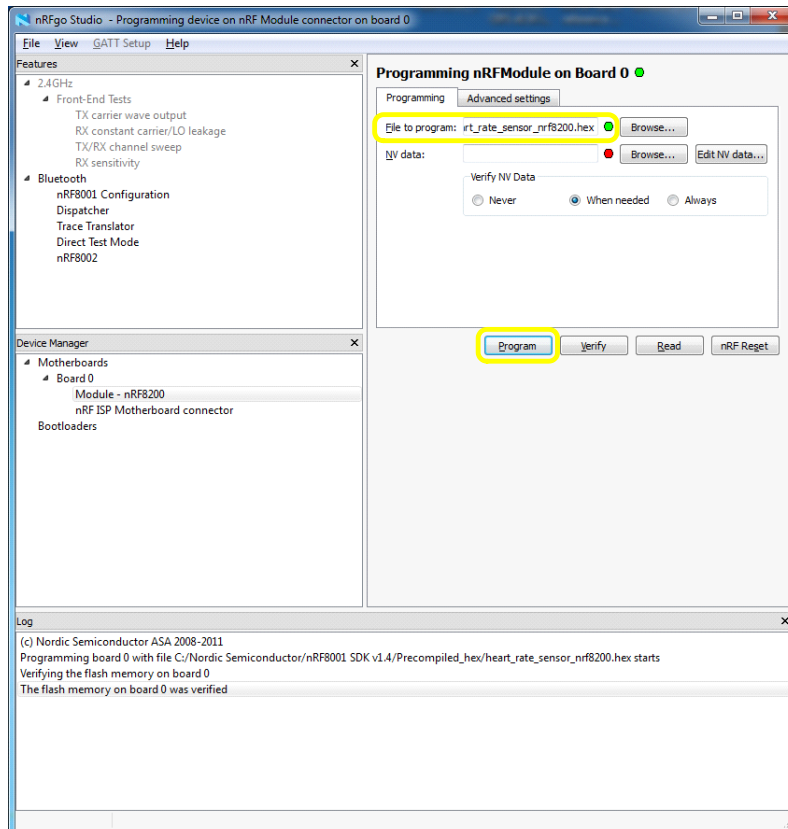 nRFgo Studio - Programming device on nRF Module connector on board 0
File View GATT Setup Help
Features
2.4GHz
Front-End Tests
TX carrier wave output
RX constant carrier/LO leakage
TX/RX channel sweep
RX sensitivity
Bluetooth
nRF8001 Configuration
Dispatcher
Trace Translator
Direct Test Mode
nRF8002
Device Manager
Motherboards
Board 0
Module - nRF8200
nRF ISP Motherboard connector
Bootloaders
Programming nRFModule on Board 0
Programming Advanced settings
File to program: rt_rate_sensor_nrf8200.hex Browse...
NV data: Browse... Edit NV data...
Verify NV Data
Never When needed Always
Program Verify Read nRF Reset
Log
(c) Nordic Semiconductor ASA 2008-2011
Programming board 0 with file C:/Nordic Semiconductor/nRF8001 SDK v1.4/Precompiled_hex/heart_rate_sensor_nrf8200.hex starts
Verifying the flash memory on board 0
The flash memory on board 0 was verified